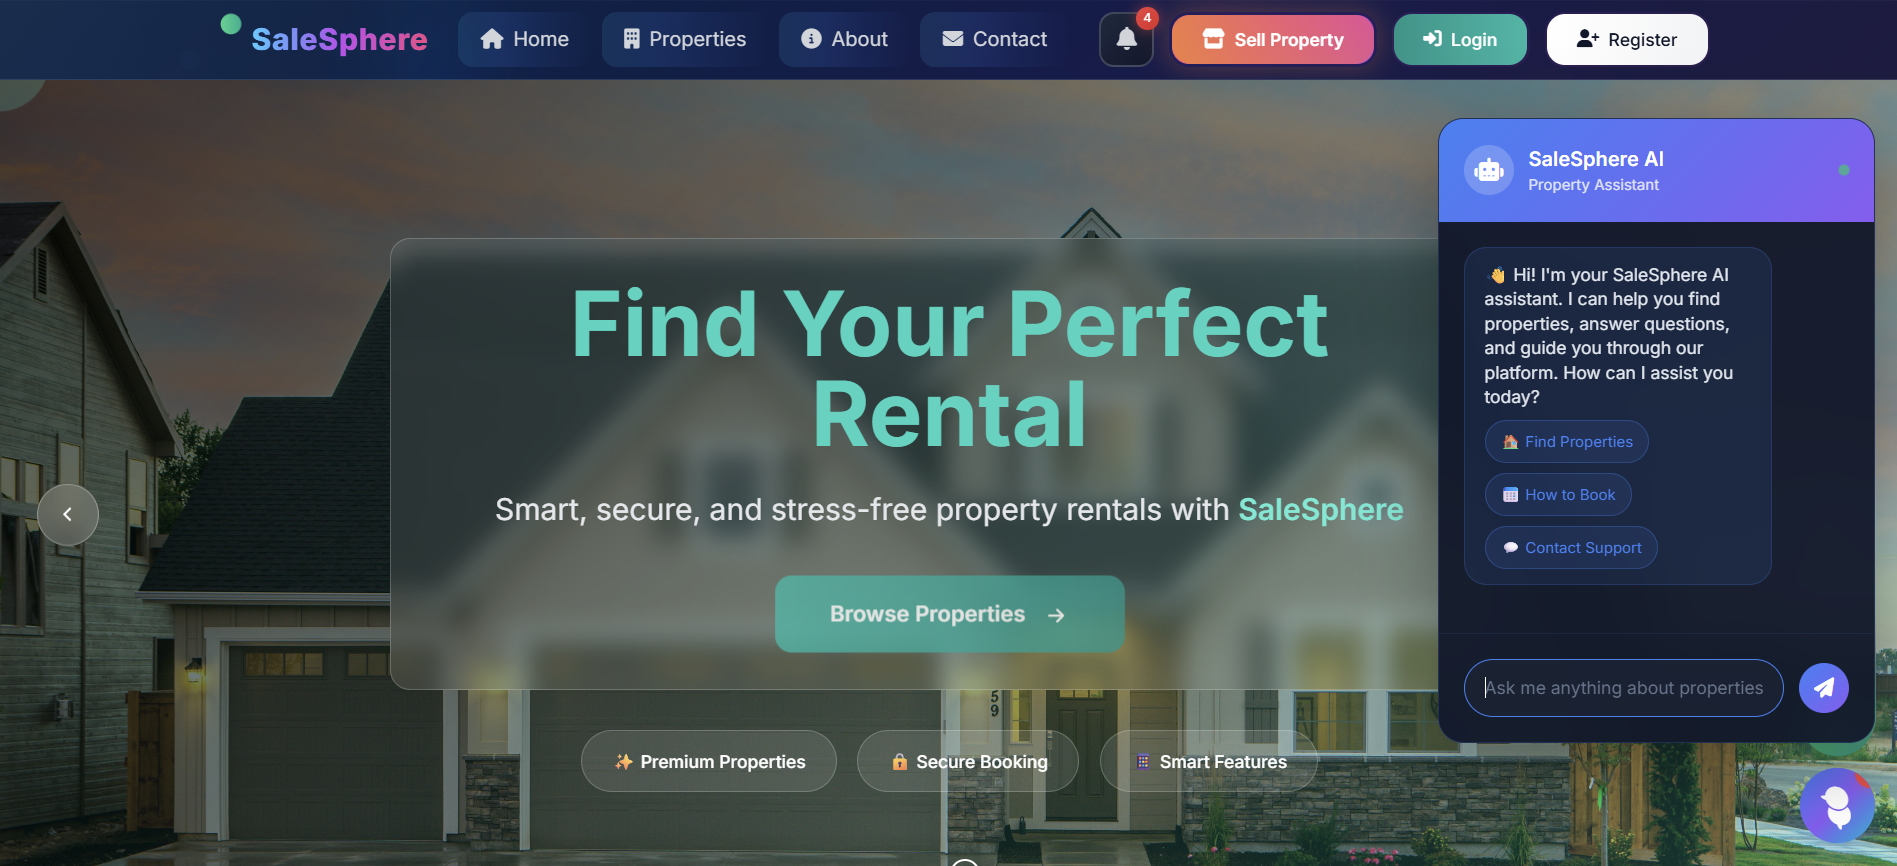 SaleSphere
Home
Properties
About
Contact
4
Sell Property
Login
Register
Find Your Perfect
Rental
Smart, secure, and stress-free property rentals with SaleSphere
Browse Properties →
59
✨ Premium Properties
🔒 Secure Booking
Smart Features
SaleSphere AI
Property Assistant
👋 Hi! I'm your SaleSphere AI
assistant. I can help you find
properties, answer questions,
and guide you through our
platform. How can I assist you
today?
🏠 Find Properties
📅 How to Book
💬 Contact Support
Ask me anything about properties